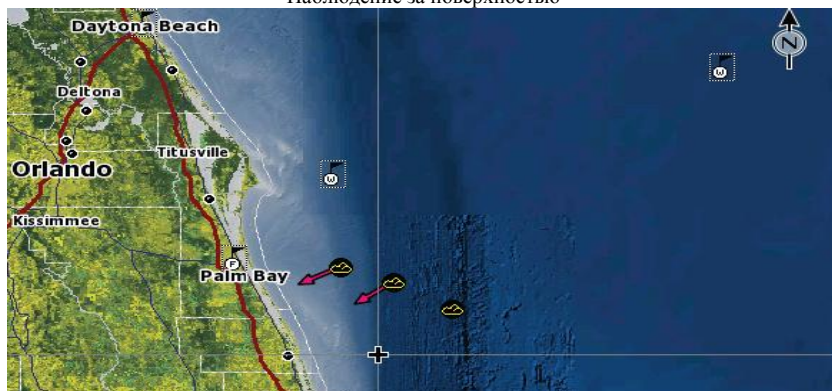 Наблюдение за поверхностью
Daytona Beach
N
W
Deltona
Titusville
Orlando
W
Kissimmee
F
Palm Bay